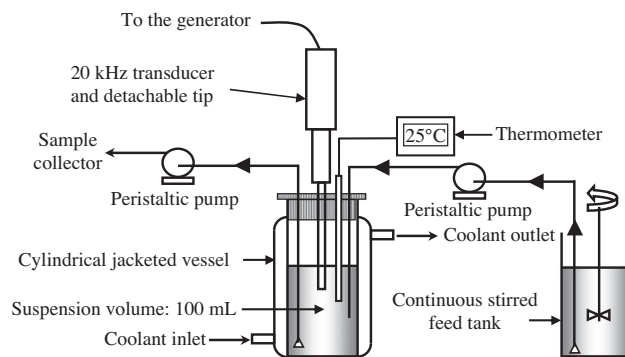 To the generator
20 kHz transducer
and detachable tip
Sample
collector
25°C
Thermometer
Peristaltic pump
Peristaltic pump
Coolant outlet
Cylindrical jacketed vessel
Suspension volume: 100 mL
Continuous stirred
feed tank
Coolant inlet